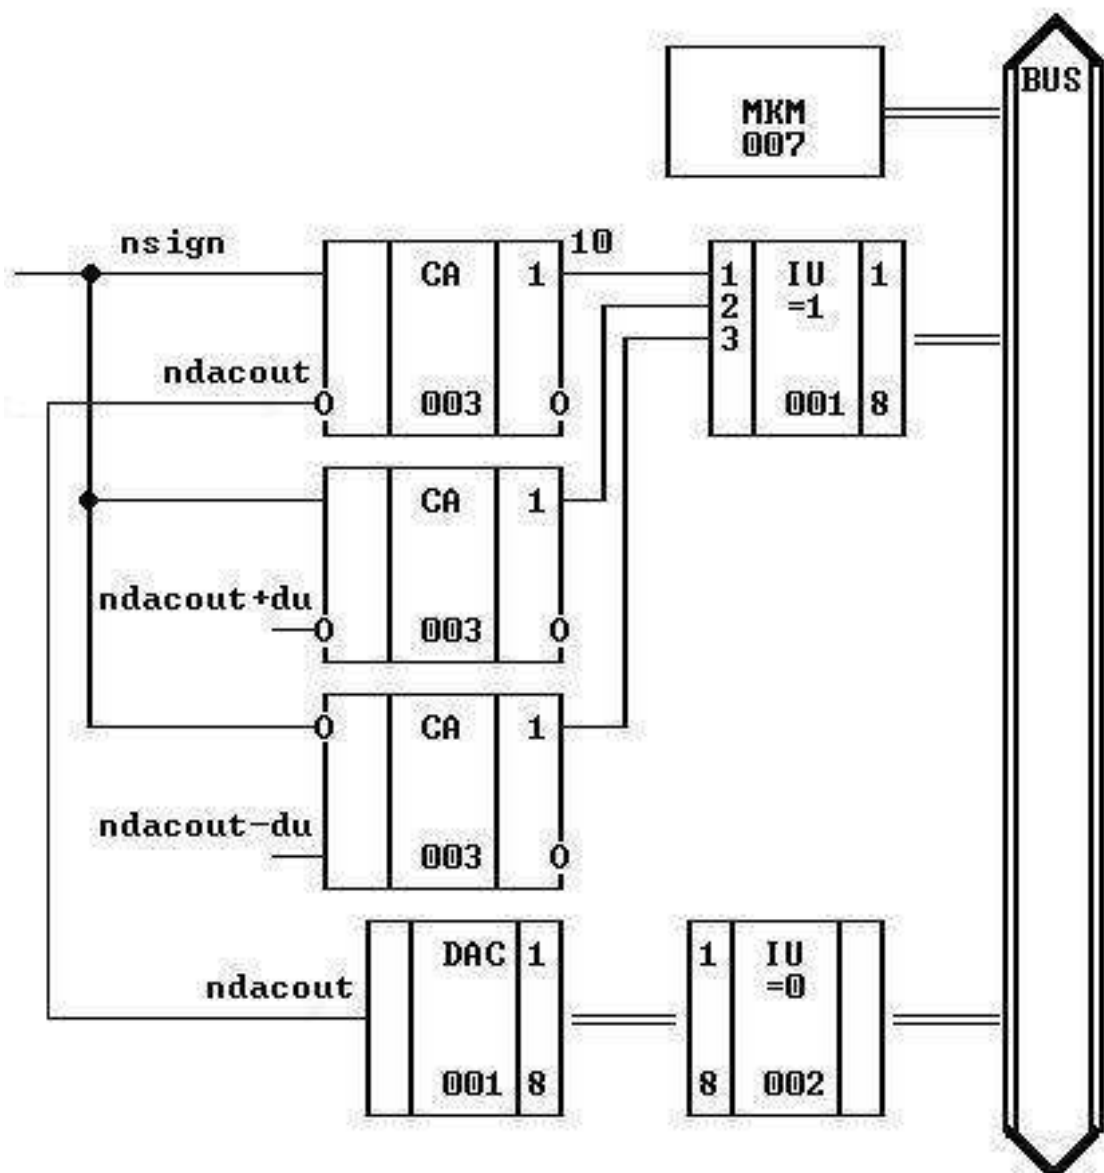 BUS
MKM
007
nsign
CA 1
10
ndacout
0 003 0
1 IU 1
2 =1
3
001 8
CA 1
ndacout+du
0 003 0
0 CA 1
ndacout-du
003 0
ndacout
DAC 1
001 8
1 IU
=0
8 002